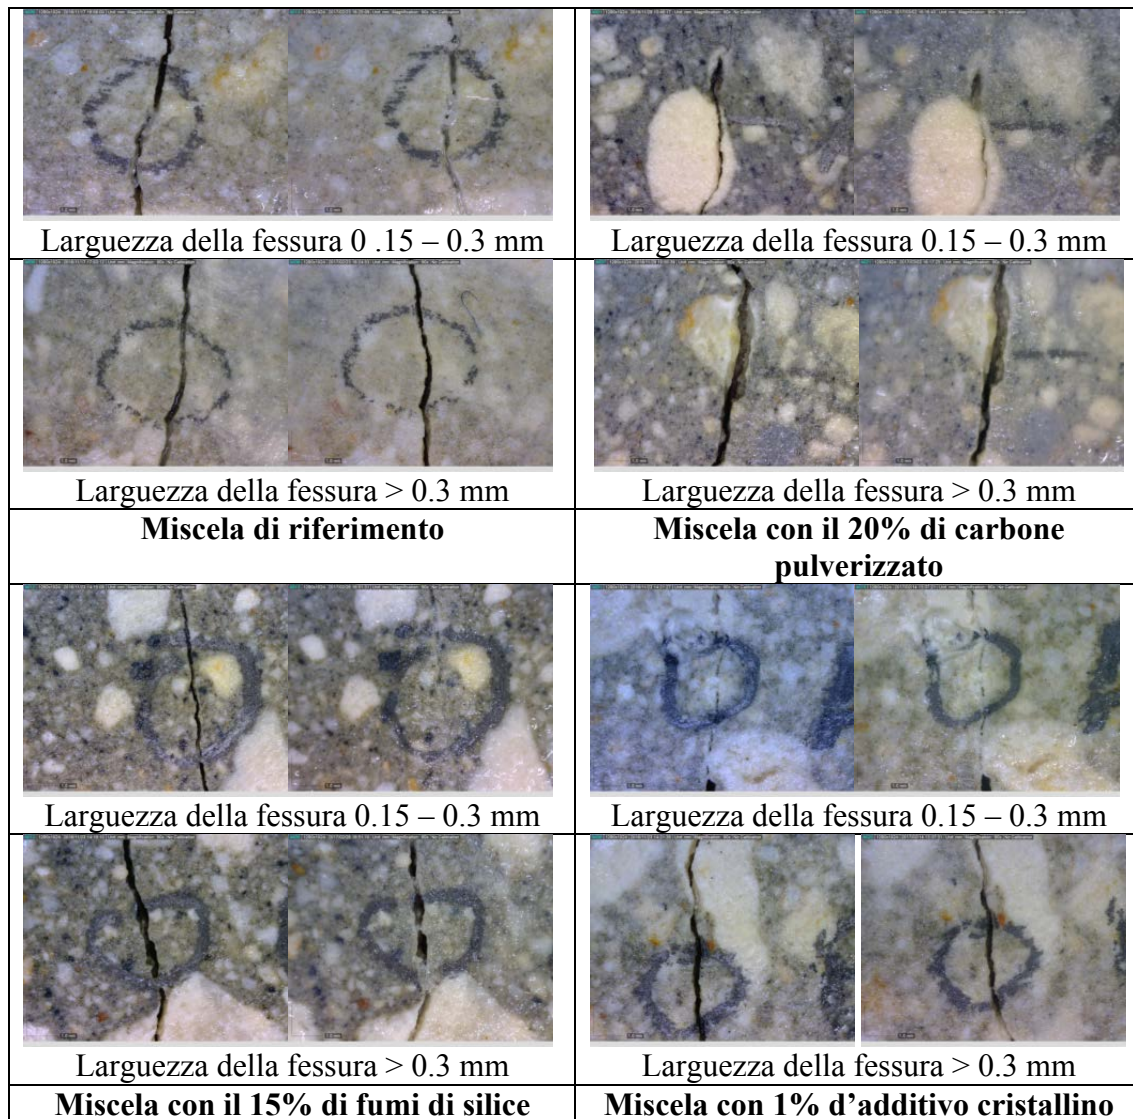 Larguezza della fessura 0 .15 – 0.3 mm
Larguezza della fessura 0.15 – 0.3 mm
Larguezza della fessura > 0.3 mm
Larguezza della fessura > 0.3 mm
Miscela di riferimento
Miscela con il 20% di carbone
pulverizzato
Larguezza della fessura 0.15 – 0.3 mm
Larguezza della fessura 0.15 – 0.3 mm
Larguezza della fessura > 0.3 mm
Larguezza della fessura > 0.3 mm
Miscela con il 15% di fumi di silice
Miscela con 1% d’additivo cristallino